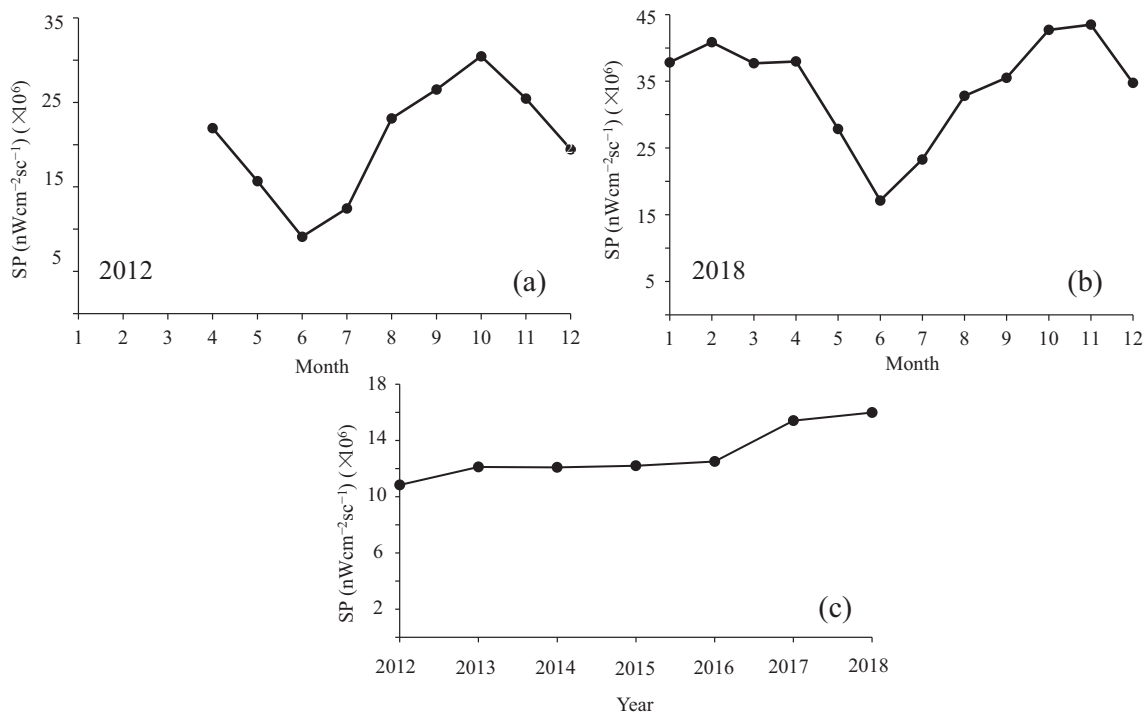 35
25
15
5
SP (nWcm⁻²sc⁻¹) (×10⁶)
2012
(a)
1 2 3 4 5 6 7 8 9 10 11 12
Month
45
35
25
15
5
SP (nWcm⁻²sc⁻¹) (×10⁶)
2018
(b)
1 2 3 4 5 6 7 8 9 10 11 12
Month
18
14
10
6
2
SP (nWcm⁻²sc⁻¹) (×10⁶)
(c)
2012 2013 2014 2015 2016 2017 2018
Year